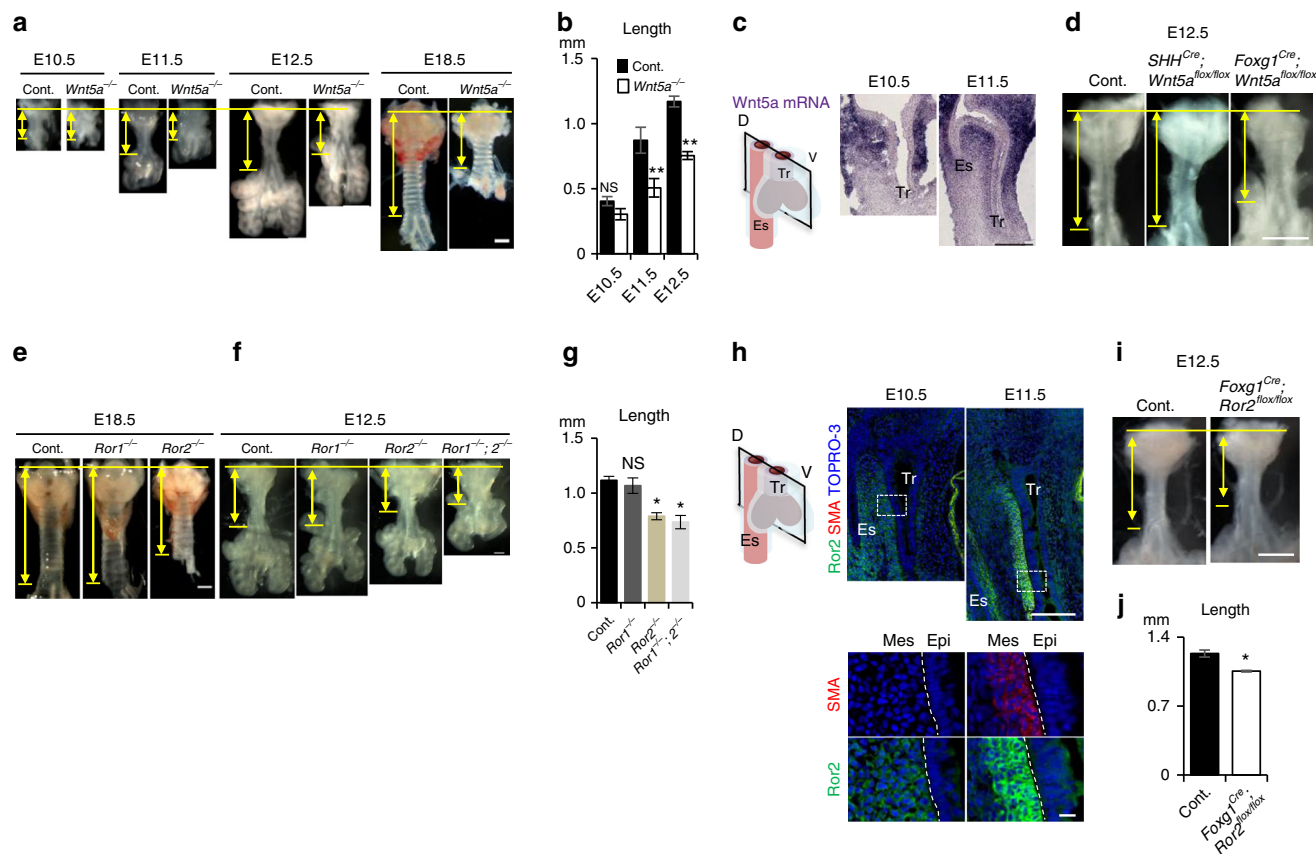 a
E10.5
E11.5
E12.5
E18.5
Cont.
Wnt5a–/–
Cont.
Wnt5a–/–
Cont.
Wnt5a–/–
Cont.
Wnt5a–/–
b
Length
mm
1.5
1.0
0.5
0
Cont.
Wnt5a–/–
NS
**
**
E10.5
E11.5
E12.5
c
Wnt5a mRNA
D
V
Tr
Es
E10.5
E11.5
Tr
Es
Tr
d
E12.5
Cont.
SHHCre;
Wnt5aflox/flox
Foxg1Cre;
Wnt5aflox/flox
e
E18.5
Cont.
Ror1–/–
Ror2–/–
f
E12.5
Cont.
Ror1–/–
Ror2–/–
Ror1–/–; 2–/–
g
Length
mm
1.5
1.0
0.5
0
NS
*
*
Cont.
Ror1–/–
Ror2–/–
Ror1–/–; 2–/–
h
D
V
Tr
Es
E10.5
E11.5
Ror2 SMA TOPRO-3
Tr
Es
Tr
Es
Mes
Epi
Mes
Epi
SMA
Ror2
i
E12.5
Cont.
Foxg1Cre;
Ror2flox/flox
j
Length
mm
1.4
0.7
0
*
Cont.
Foxg1Cre;
Ror2flox/flox